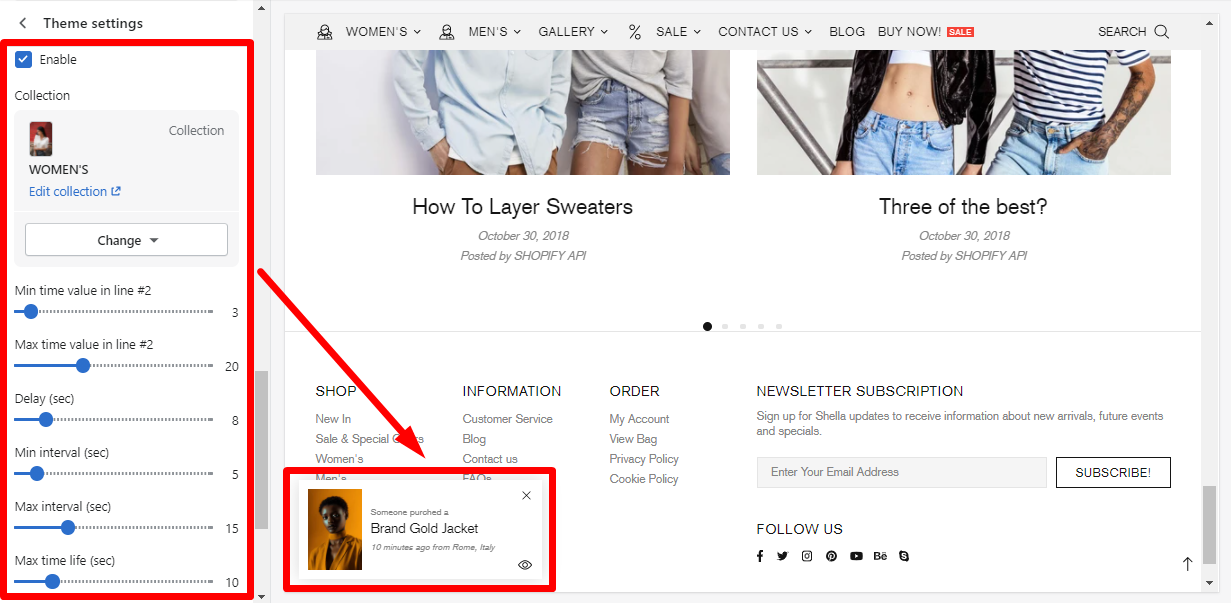 Theme settings
Enable
Collection
Collection
WOMEN'S
Edit collection
Change
Min time value in line #2
3
Max time value in line #2
20
Delay (sec)
8
Min interval (sec)
5
Max interval (sec)
15
Max time life (sec)
10
WOMEN'S MEN'S GALLERY % SALE CONTACT US BLOG BUY NOW! SALE SEARCH
How To Layer Sweaters
October 30, 2018
Posted by SHOPIFY API
Three of the best?
October 30, 2018
Posted by SHOPIFY API
SHOP
New In
Sale & Special
Women's
Men's
INFORMATION
Customer Service
Blog
Contact us
FAQs
ORDER
My Account
View Bag
Privacy Policy
Cookie Policy
NEWSLETTER SUBSCRIPTION
Sign up for Shella updates to receive information about new arrivals, future events
and specials.
Enter Your Email Address
SUBSCRIBE!
FOLLOW US
Bē
Someone purched a
Brand Gold Jacket
10 minutes ago from Rome, Italy